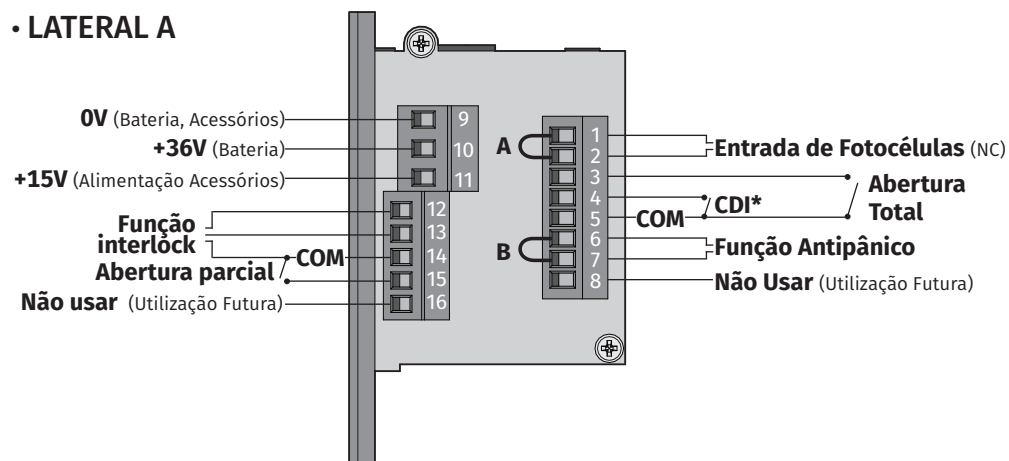 • LATERAL A
0V (Bateria, Acessórios)
+36V (Bateria)
+15V (Alimentação Acessórios)
9
10
11
Função
interlock
COM
Abertura parcial
Não usar (Utilização Futura)
12
13
14
15
16
A
B
1
2
3
4
5
6
7
8
Entrada de Fotocélulas (NC)
Abertura
Total
CDI*
COM
Função Antipânico
Não Usar (Utilização Futura)